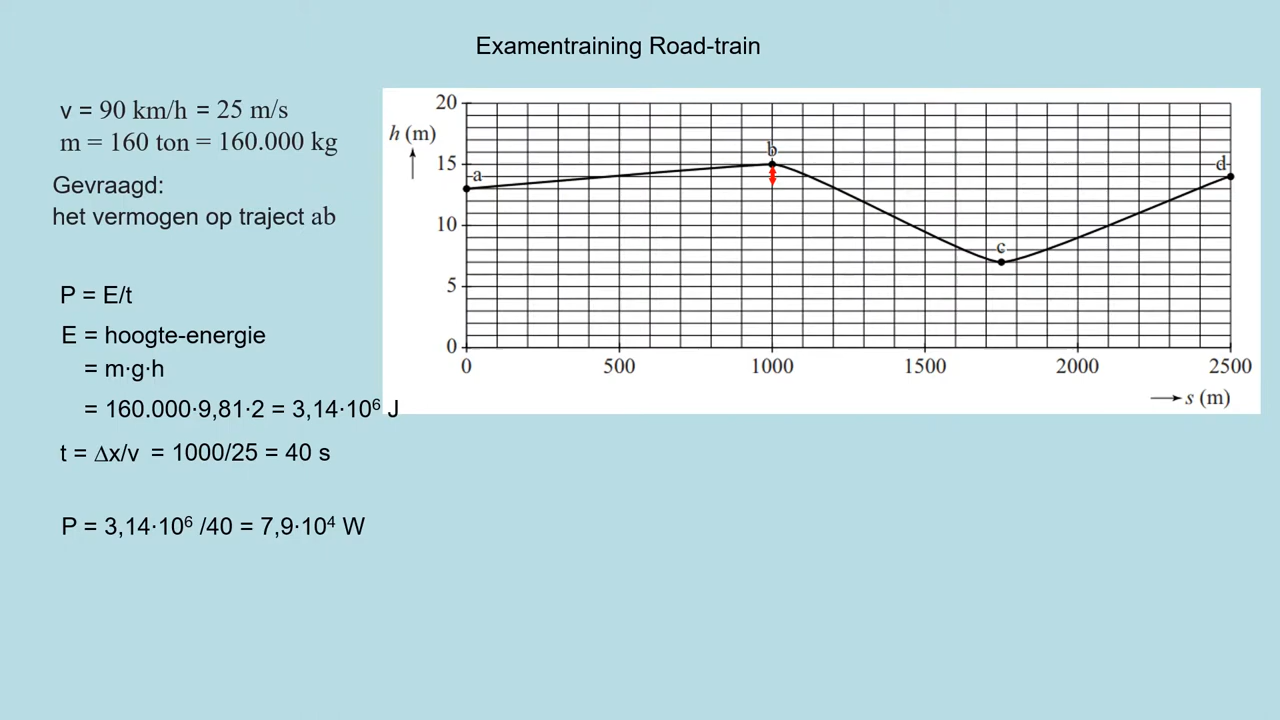 Examentraining Road-train
v = 90 km/h = 25 m/s
m = 160 ton = 160.000 kg
Gevraagd:
het vermogen op traject ab
P = E/t
E = hoogte-energie
= m·g·h
= 160.000·9,81·2 = 3,14·10⁶ J
t = Δx/v = 1000/25 = 40 s
P = 3,14·10⁶ /40 = 7,9·10⁴ W
20
h (m)
15
10
5
0
a
b
c
d
0 500 1000 1500 2000 2500
s (m)